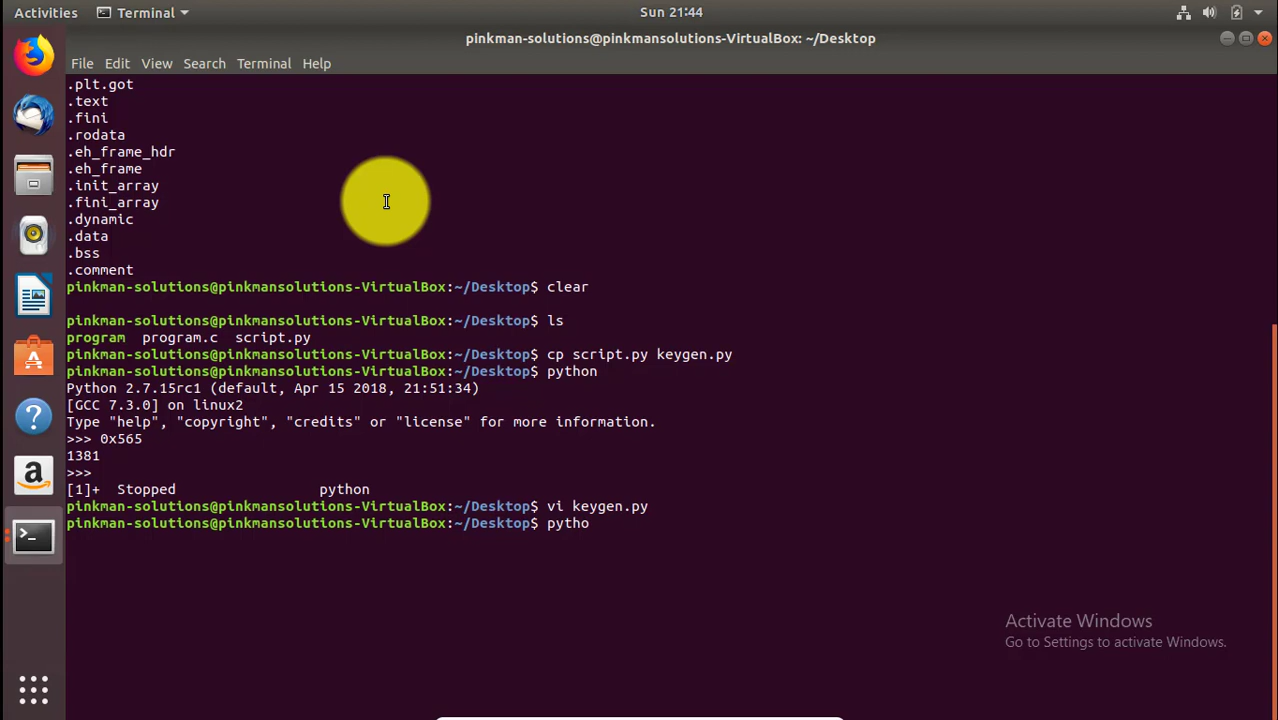 Activities Terminal Sun 21:44
pinkman-solutions@pinkmansolutions-VirtualBox: ~/Desktop
File Edit View Search Terminal Help
.plt.got
.text
.fini
.rodata
.eh_frame_hdr
.eh_frame
.init_array
.fini_array
.dynamic
.data
.bss
.comment
pinkman-solutions@pinkmansolutions-VirtualBox:~/Desktop$ clear
pinkman-solutions@pinkmansolutions-VirtualBox:~/Desktop$ ls
program program.c script.py
pinkman-solutions@pinkmansolutions-VirtualBox:~/Desktop$ cp script.py keygen.py
pinkman-solutions@pinkmansolutions-VirtualBox:~/Desktop$ python
Python 2.7.15rc1 (default, Apr 15 2018, 21:51:34)
[GCC 7.3.0] on linux2
Type "help", "copyright", "credits" or "license" for more information.
>>> 0x565
1381
>>>
[1]+ Stopped python
pinkman-solutions@pinkmansolutions-VirtualBox:~/Desktop$ vi keygen.py
pinkman-solutions@pinkmansolutions-VirtualBox:~/Desktop$ pytho
Activate Windows
Go to Settings to activate Windows.